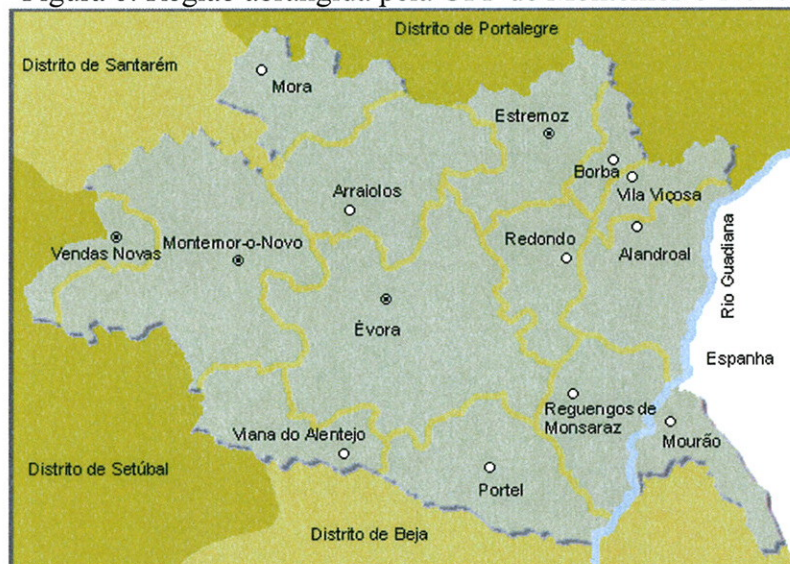 Distrito de Portalegre
Distrito de Santarém
Mora
Estremoz
Borba
Vila Viçosa
Arraiolos
Redondo
Alandroal
Vendas Novas
Montemor-o-Novo
Rio Guadiana
Évora
Espanha
Reguengos de
Monsaraz
Mourão
Viana do Alentejo
Portel
Distrito de Setúbal
Distrito de Beja